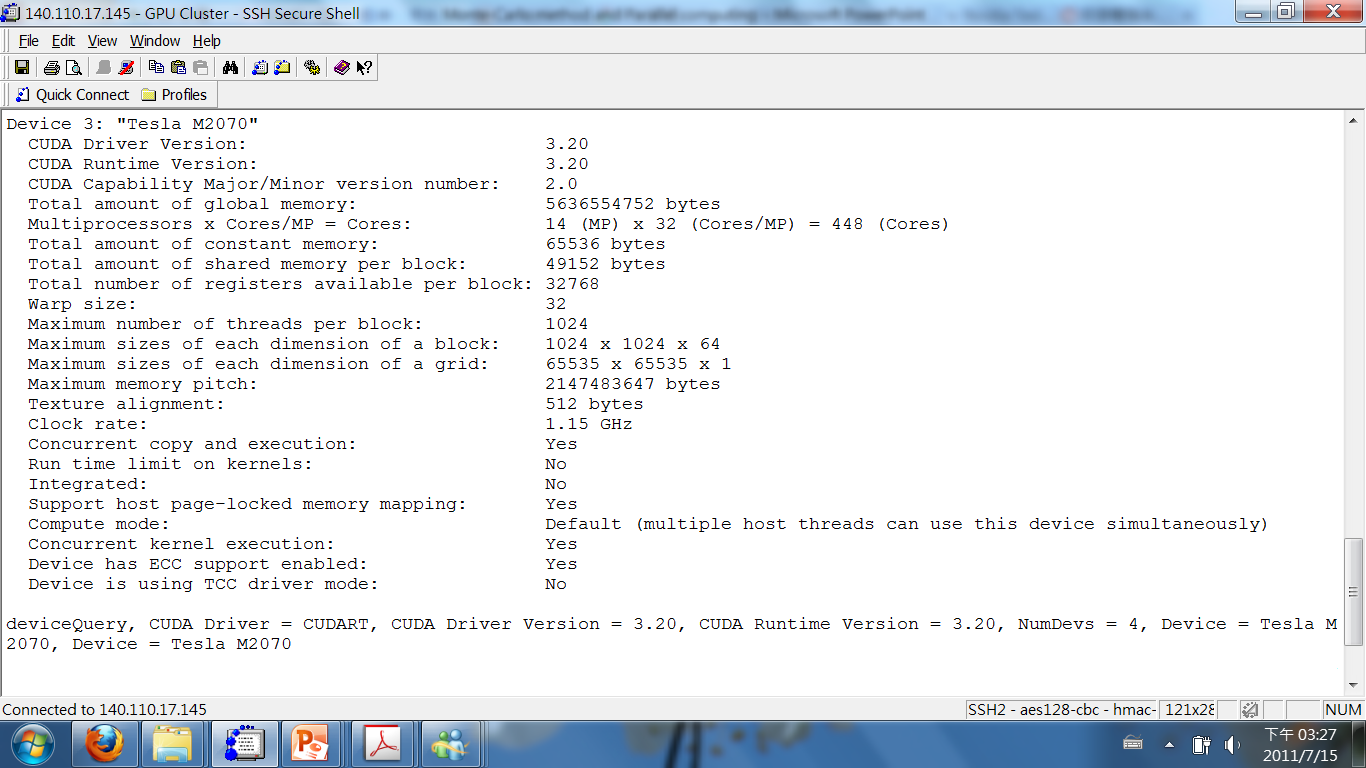 140.110.17.145 - GPU Cluster - SSH Secure Shell
File Edit View Window Help
Quick Connect Profiles
Device 3: "Tesla M2070"
CUDA Driver Version: 3.20
CUDA Runtime Version: 3.20
CUDA Capability Major/Minor version number: 2.0
Total amount of global memory: 5636554752 bytes
Multiprocessors x Cores/MP = Cores: 14 (MP) x 32 (Cores/MP) = 448 (Cores)
Total amount of constant memory: 65536 bytes
Total amount of shared memory per block: 49152 bytes
Total number of registers available per block: 32768
Warp size: 32
Maximum number of threads per block: 1024
Maximum sizes of each dimension of a block: 1024 x 1024 x 64
Maximum sizes of each dimension of a grid: 65535 x 65535 x 1
Maximum memory pitch: 2147483647 bytes
Texture alignment: 512 bytes
Clock rate: 1.15 GHz
Concurrent copy and execution: Yes
Run time limit on kernels: No
Integrated: No
Support host page-locked memory mapping: Yes
Compute mode: Default (multiple host threads can use this device simultaneously)
Concurrent kernel execution: Yes
Device has ECC support enabled: Yes
Device is using TCC driver mode: No
deviceQuery, CUDA Driver = CUDART, CUDA Driver Version = 3.20, CUDA Runtime Version = 3.20, NumDevs = 4, Device = Tesla M
2070, Device = Tesla M2070
Connected to 140.110.17.145 SSH2 - aes128-cbc - hmac- 121x28 NUM
下午 03:27
2011/7/15